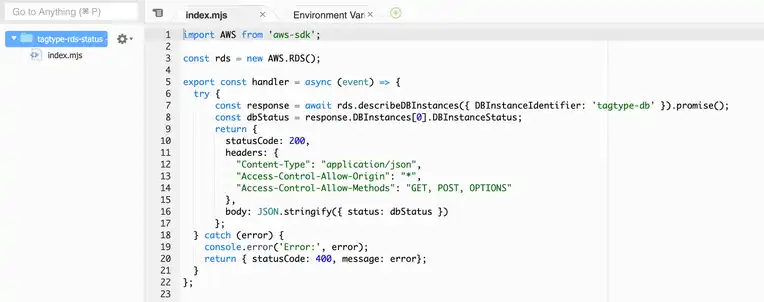 Go to Anything (⌘ P)
index.mjs
Environment Var
tagtype-rds-status -
index.mjs
1 import AWS from 'aws-sdk';
2
3 const rds = new AWS.RDS();
4
5 export const handler = async (event) => {
6 try {
7 const response = await rds.describeDBInstances({ DBInstanceIdentifier: 'tagtype-db' }).promise();
8 const dbStatus = response.DBInstances[0].DBInstanceStatus;
9 return {
10 statusCode: 200,
11 headers: {
12 "Content-Type": "application/json",
13 "Access-Control-Allow-Origin": "*",
14 "Access-Control-Allow-Methods": "GET, POST, OPTIONS"
15 },
16 body: JSON.stringify({ status: dbStatus })
17 };
18 } catch (error) {
19 console.error('Error:', error);
20 return { statusCode: 400, message: error};
21 }
22 };
23